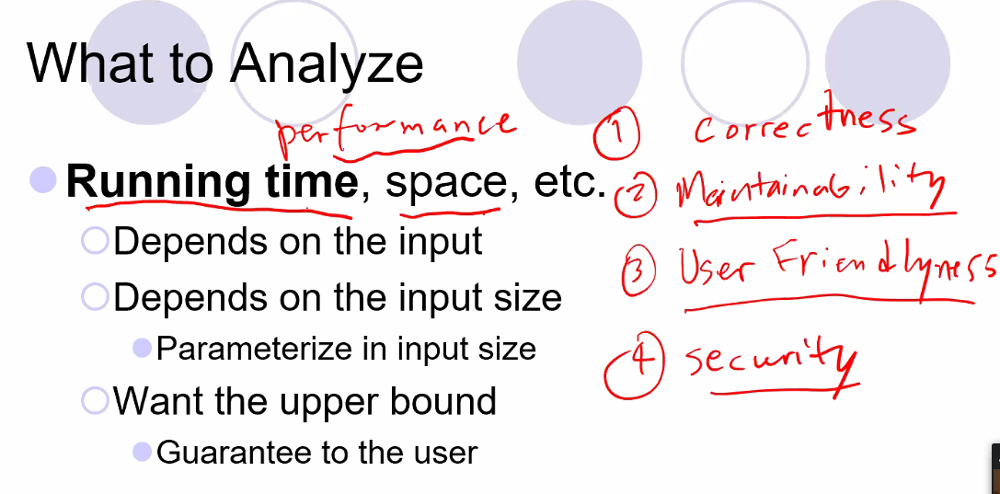 What to Analyze
performance
Running time, space, etc.
Depends on the input
Depends on the input size
Parameterize in input size
Want the upper bound
Guarantee to the user
1 Correctness
2 Maintainability
3 User Friendlyness
4 security